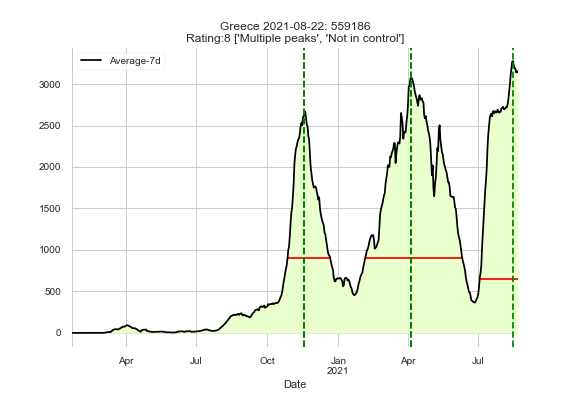 Greece 2021-08-22: 559186
Rating:8 ['Multiple peaks', 'Not in control']
Average-7d
3000
2500
2000
1500
1000
500
0
Apr Jul Oct Jan Apr Jul
2021
Date